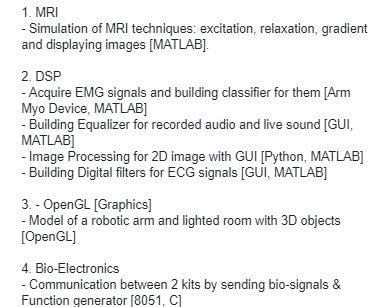 1. MRI
- Simulation of MRI techniques: excitation, relaxation, gradient
and displaying images [MATLAB].
2. DSP
- Acquire EMG signals and building classifier for them [Arm
Myo Device, MATLAB]
- Building Equalizer for recorded audio and live sound [GUI,
MATLAB]
- Image Processing for 2D image with GUI [Python, MATLAB]
- Building Digital filters for ECG signals [GUI, MATLAB]
3. - OpenGL [Graphics]
- Model of a robotic arm and lighted room with 3D objects
[OpenGL]
4. Bio-Electronics
- Communication between 2 kits by sending bio-signals &
Function generator [8051, C]